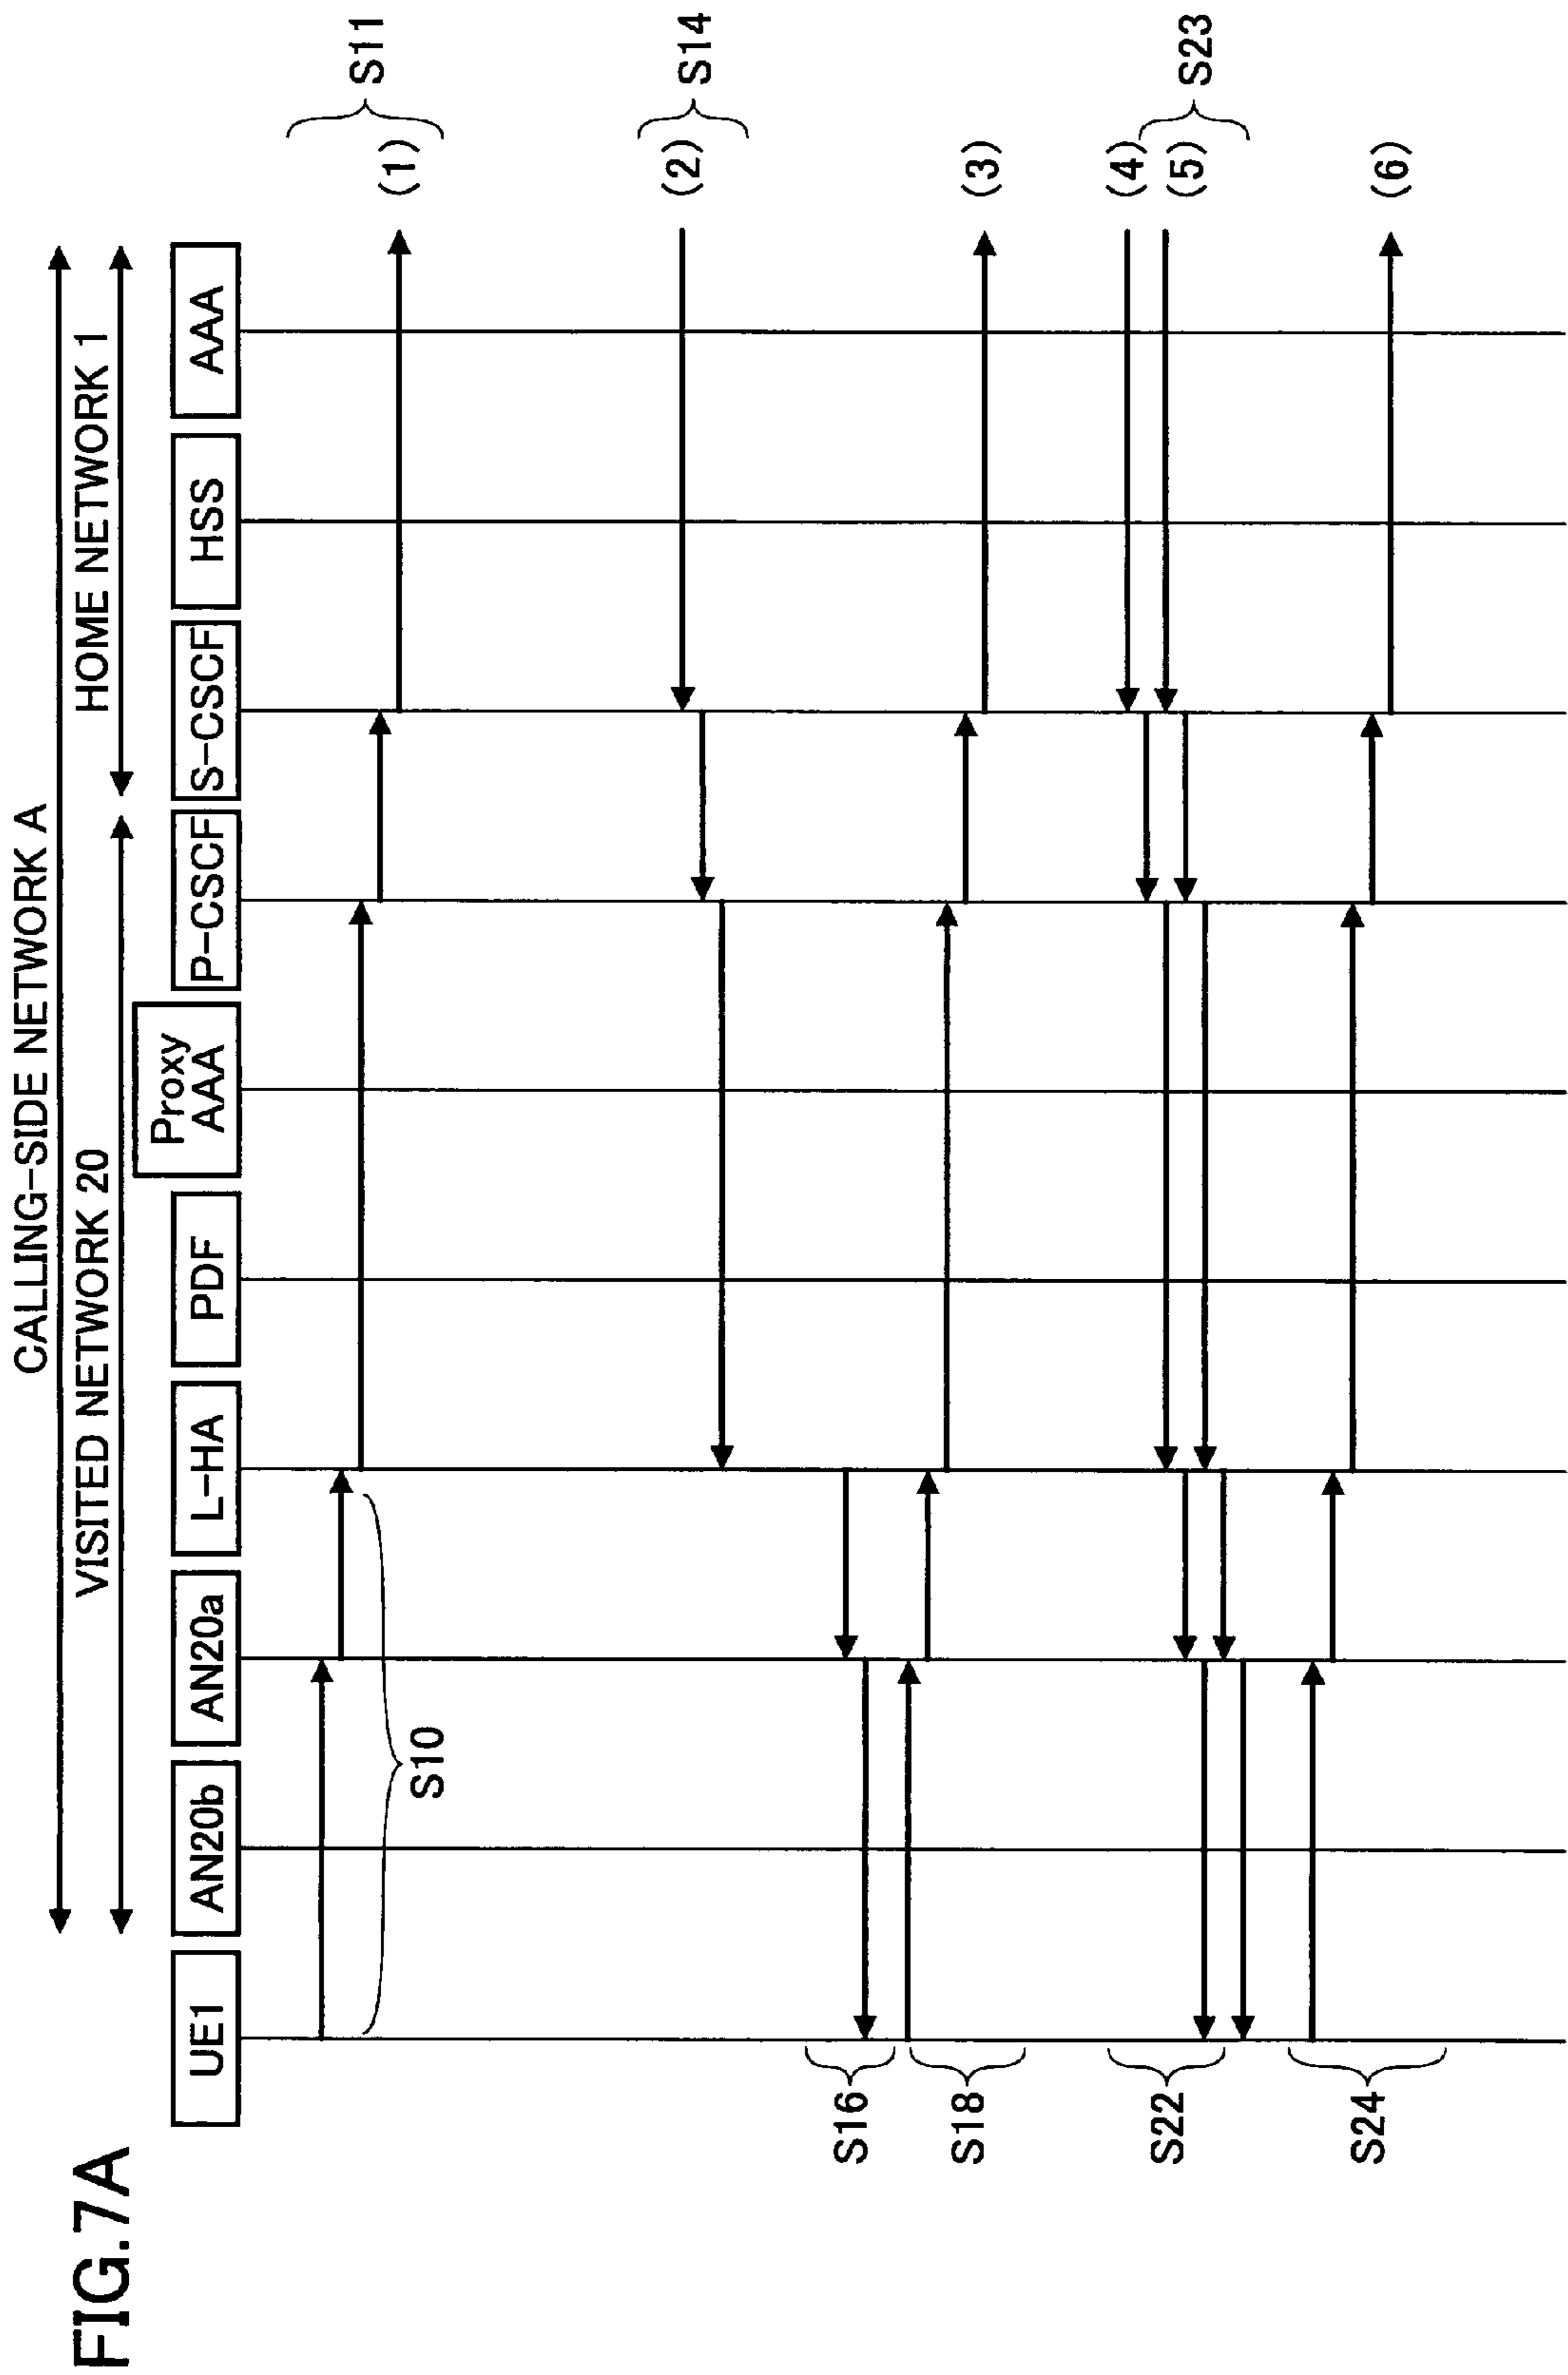 FIG.7A
CALLING-SIDE NETWORK A
VISITED NETWORK 20
HOME NETWORK 1
UE1
AN20b
AN20a
L-HA
PDF
Proxy
AAA
P-CSCF
S-CSCF
HSS
AAA
S10
S11
(1)
S14
(2)
S16
S18
(3)
S22
(4)
(5)
S23
S24
(6)